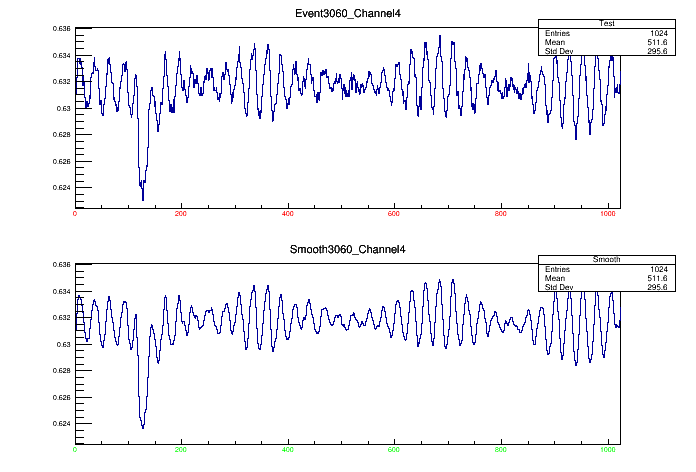 Event3060_Channel4
Test
Entries 1024
Mean 511.6
Std Dev 295.6
0.636
0.634
0.632
0.63
0.628
0.626
0.624
0 200 400 600 800 1000
Smooth3060_Channel4
Smooth
Entries 1024
Mean 511.6
Std Dev 295.6
0.636
0.634
0.632
0.63
0.628
0.626
0.624
0 200 400 600 800 1000